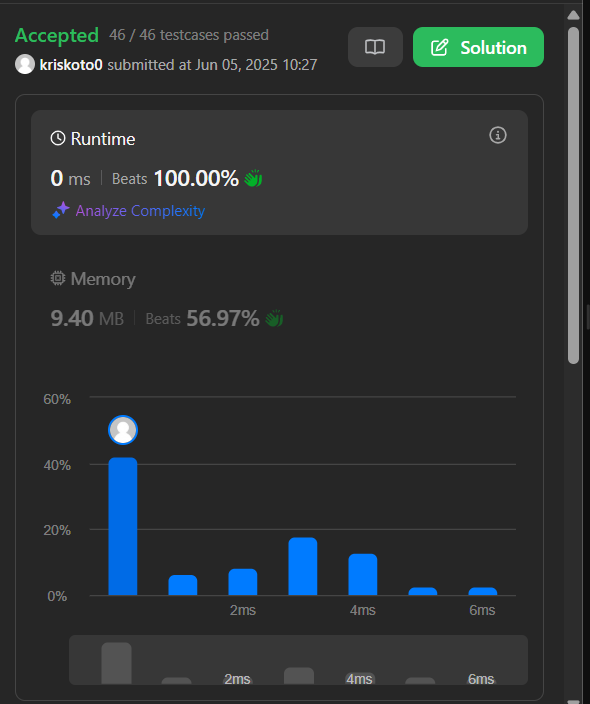 Accepted 46 / 46 testcases passed
Solution
kriskoto0 submitted at Jun 05, 2025 10:27
Runtime
0 ms Beats 100.00%
Analyze Complexity
Memory
9.40 MB Beats 56.97%
60%
40%
20%
0%
2ms 4ms 6ms
2ms 4ms 6ms